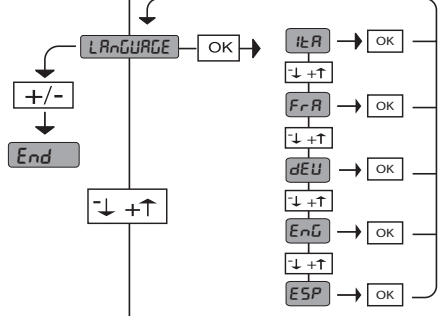 LAnGUAGE OK
ItA OK
- +
+/-
FrA OK
- +
End
dEU OK
- +
- +
EnG OK
- +
ESP OK